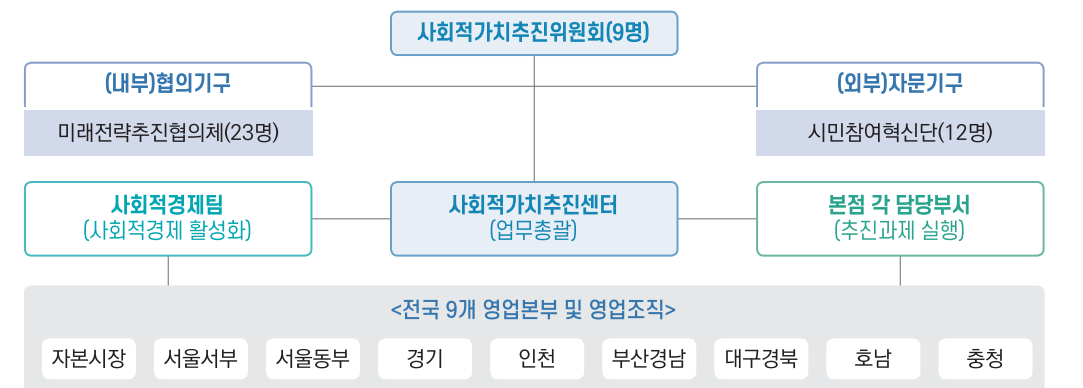 사회적가치추진위원회(9명)
(내부)협의기구
(외부)자문기구
미래전략추진협의체(23명)
시민참여혁신단(12명)
사회적경제팀
(사회적경제 활성화)
사회적가치추진센터
(업무총괄)
본점 각 담당부서
(추진과제 실행)
<전국 9개 영업본부 및 영업조직>
자본시장 서울서부 서울동부 경기 인천 부산경남 대구경북 호남 충청